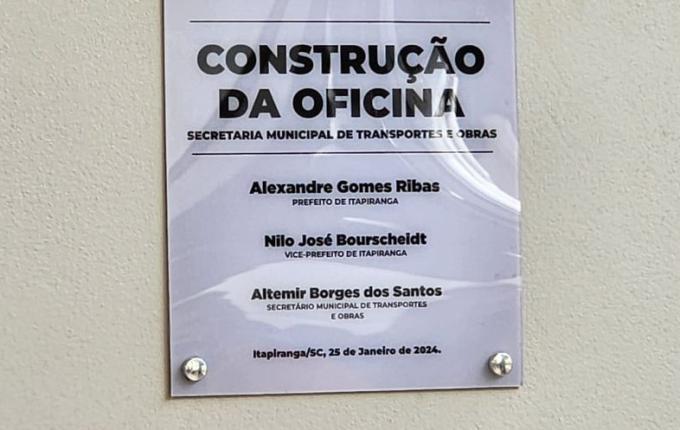 CONSTRUÇÃO
DA OFICINA
SECRETARIA MUNICIPAL DE TRANSPORTES E OBRAS
Alexandre Gomes Ribas
PREFEITO DE ITAPIRANGA
Nilo José Bourscheidt
VICE-PREFEITO DE ITAPIRANGA
Altemir Borges dos Santos
SECRETÁRIO MUNICIPAL DE TRANSPORTES
E OBRAS
Itapiranga/SC, 25 de Janeiro de 2024.